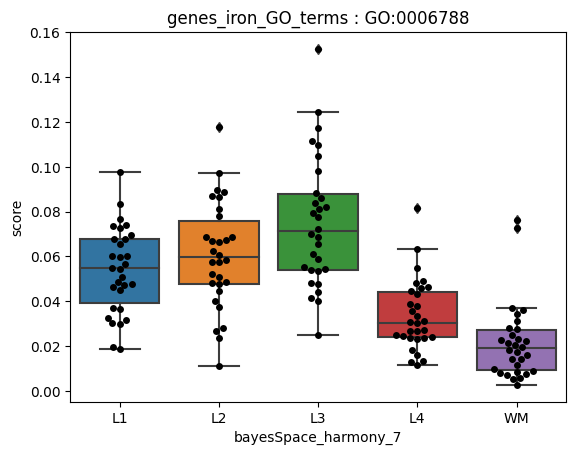 genes_iron_GO_terms : GO:0006788
0.16
0.14
0.12
0.10
0.08
0.06
0.04
0.02
0.00
score
L1 L2 L3 L4 WM
bayesSpace_harmony_7